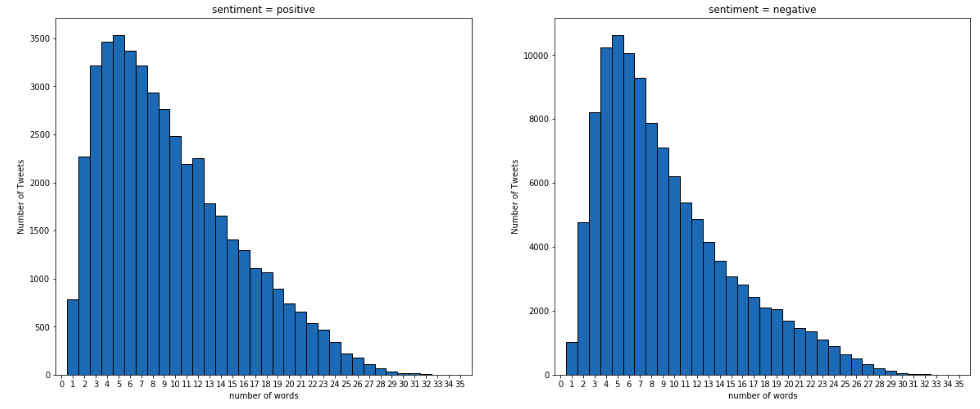 sentiment = positive
Number of Tweets
3500
3000
2500
2000
1500
1000
500
0
0 1 2 3 4 5 6 7 8 9 10 11 12 13 14 15 16 17 18 19 20 21 22 23 24 25 26 27 28 29 30 31 32 33 34 35
number of words
sentiment = negative
Number of Tweets
10000
8000
6000
4000
2000
0
0 1 2 3 4 5 6 7 8 9 10 11 12 13 14 15 16 17 18 19 20 21 22 23 24 25 26 27 28 29 30 31 32 33 34 35
number of words